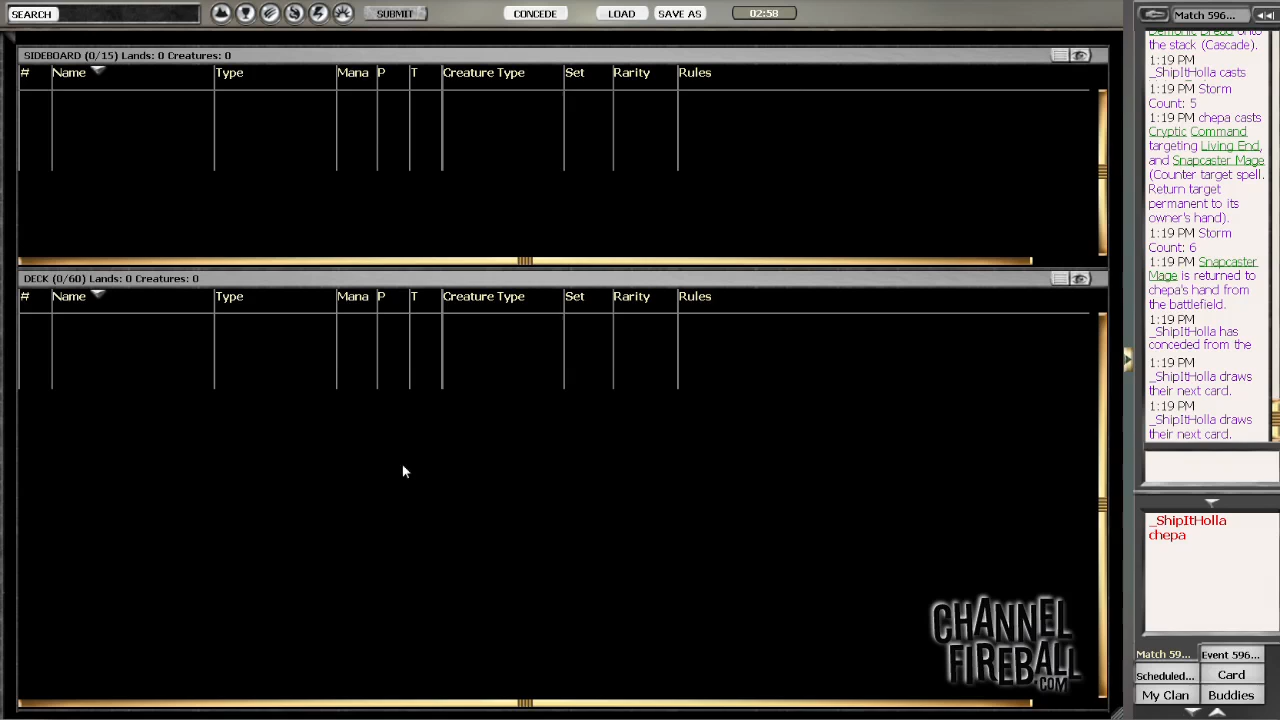 SEARCH
SUBMIT
CONCEDE
LOAD
SAVE AS
02:58
SIDEBOARD (0/15) Lands: 0 Creatures: 0
# Name Type Mana P T Creature Type Set Rarity Rules
DECK (0/60) Lands: 0 Creatures: 0
# Name Type Mana P T Creature Type Set Rarity Rules
CHANNEL
FIREBALL
.COM
Match 596...
Demonic Dread onto
the stack (Cascade).
1:19 PM
_ShipItHolla casts
1:19 PM Storm
Count: 5
1:19 PM chepa casts
Cryptic Command
targeting Living End,
and Snapcaster Mage
(Counter target spell.
Return target
permanent to its
owner's hand).
1:19 PM Storm
Count: 6
1:19 PM Snapcaster
Mage is returned to
chepa's hand from
the battlefield.
1:19 PM
_ShipItHolla has
conceded from the
1:19 PM
_ShipItHolla draws
their next card.
1:19 PM
_ShipItHolla draws
their next card.
_ShipItHolla
chepa
Match 59... Event 596...
Scheduled... Card
My Clan Buddies